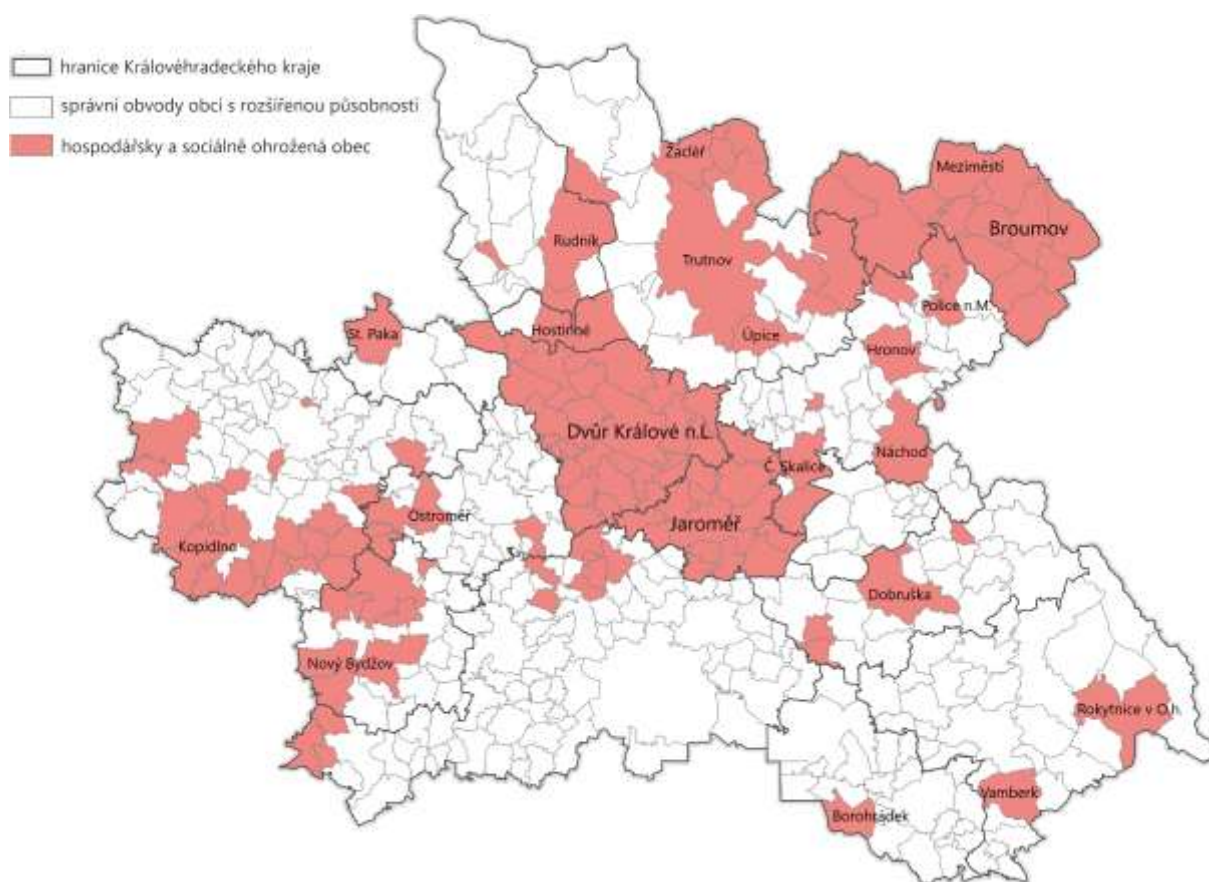 hranice Královéhradeckého kraje
správní obvody obcí s rozšířenou působností
hospodářsky a sociálně ohrožená obec
Žacléř
Meziměstí
Broumov
Rudník
Trutnov
Police n.M.
St. Paka
Hostinné
Úpice
Hronov
Dvůr Králové n.L.
Náchod
Č. Skalice
Ostroměř
Jaroměř
Kopidlno
Dobruška
Nový Bydžov
Rokytnice v O.h.
Vamberk
Borohrádek